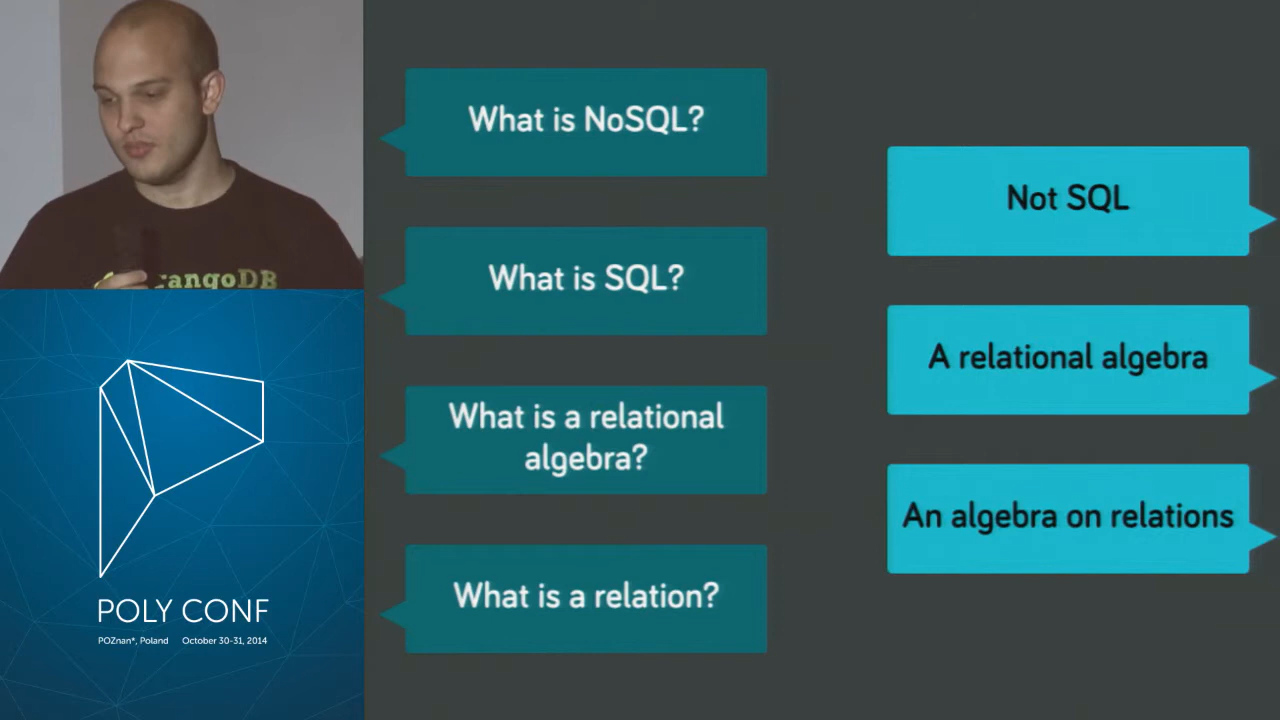 What is NoSQL?
Not SQL
What is SQL?
A relational algebra
What is a relational
algebra?
An algebra on relations
What is a relation?
POLY CONF
POZnan*, Poland October 30-31, 2014